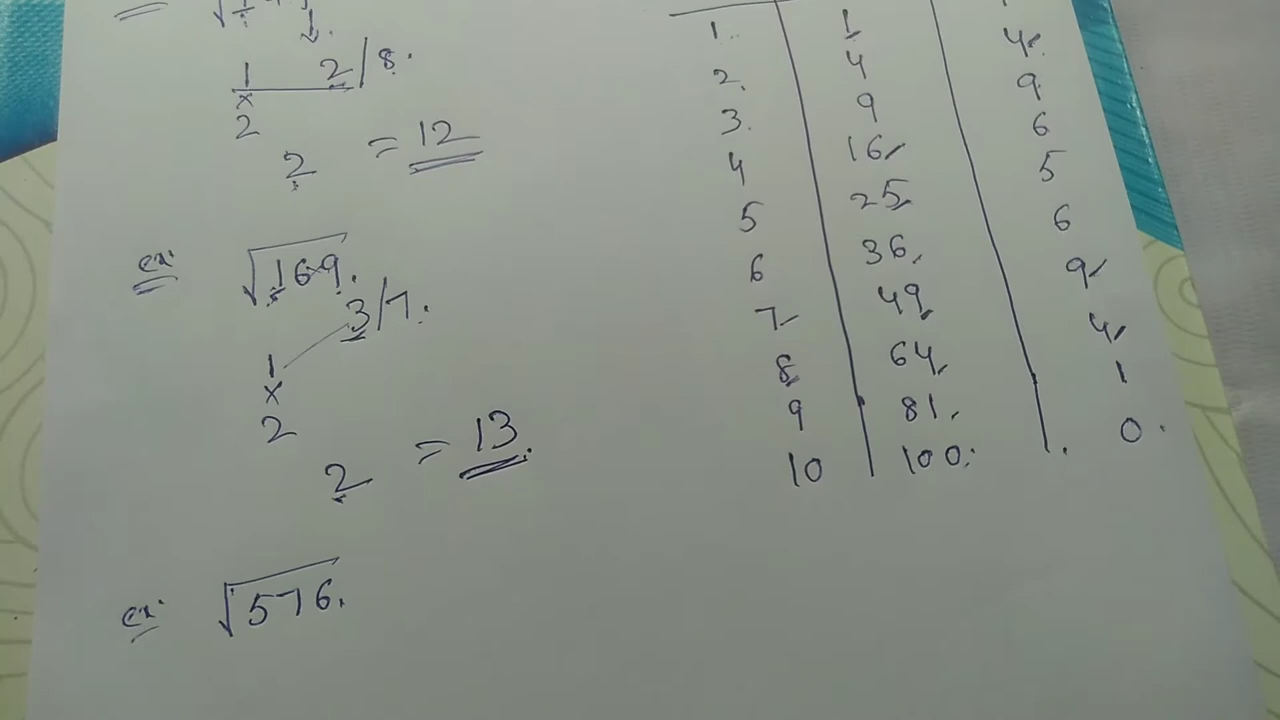 1 2/8.
x
2
2 = 12
ex: √169.
3/7.
1
x
2
2 = 13.
ex: √576.
1. 1
2. 4 4.
3. 9 9
4 16 6
5 25 5
6 36. 6
7 49 9
8 64 4
9 81. 1
10 100. 0.